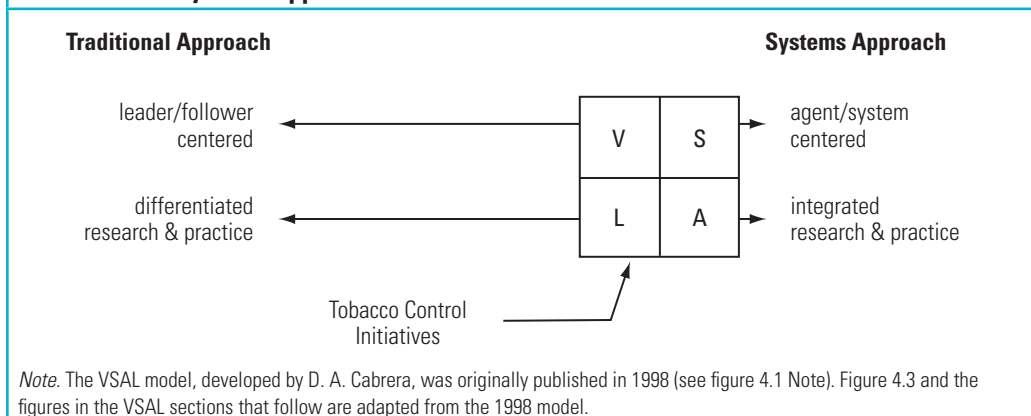 Traditional Approach
Systems Approach
leader/follower
centered
V
S
agent/system
centered
differentiated
research & practice
L
A
integrated
research & practice
Tobacco Control
Initiatives
Note. The VSAL model, developed by D. A. Cabrera, was originally published in 1998 (see figure 4.1 Note). Figure 4.3 and the
figures in the VSAL sections that follow are adapted from the 1998 model.